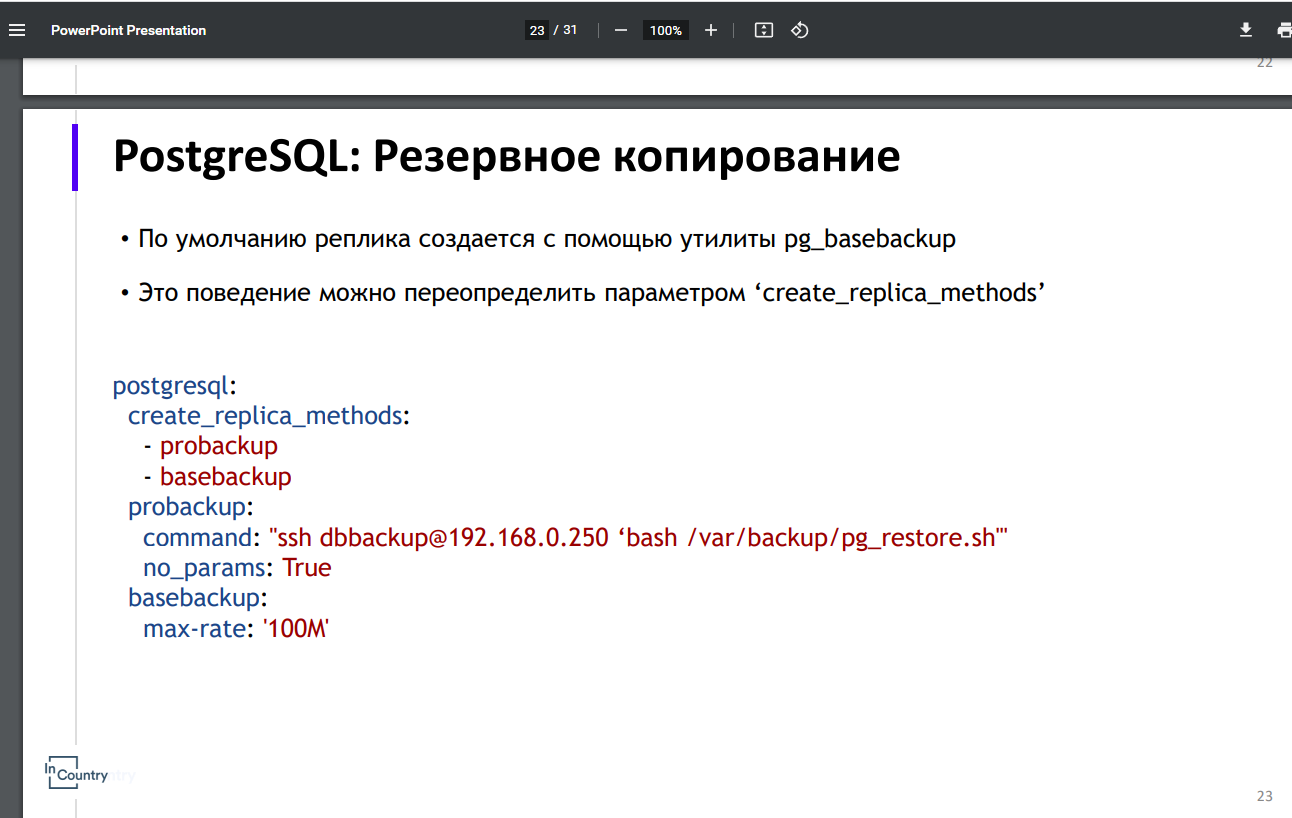 PowerPoint Presentation
23 / 31
100%
22
PostgreSQL: Резервное копирование
• По умолчанию реплика создается с помощью утилиты pg_basebackup
• Это поведение можно переопределить параметром ‘create_replica_methods’
postgresql:
create_replica_methods:
- probackup
- basebackup
probackup:
command: "ssh dbbackup@192.168.0.250 ‘bash /var/backup/pg_restore.sh'"
no_params: True
basebackup:
max-rate: '100M'
In
Country
23